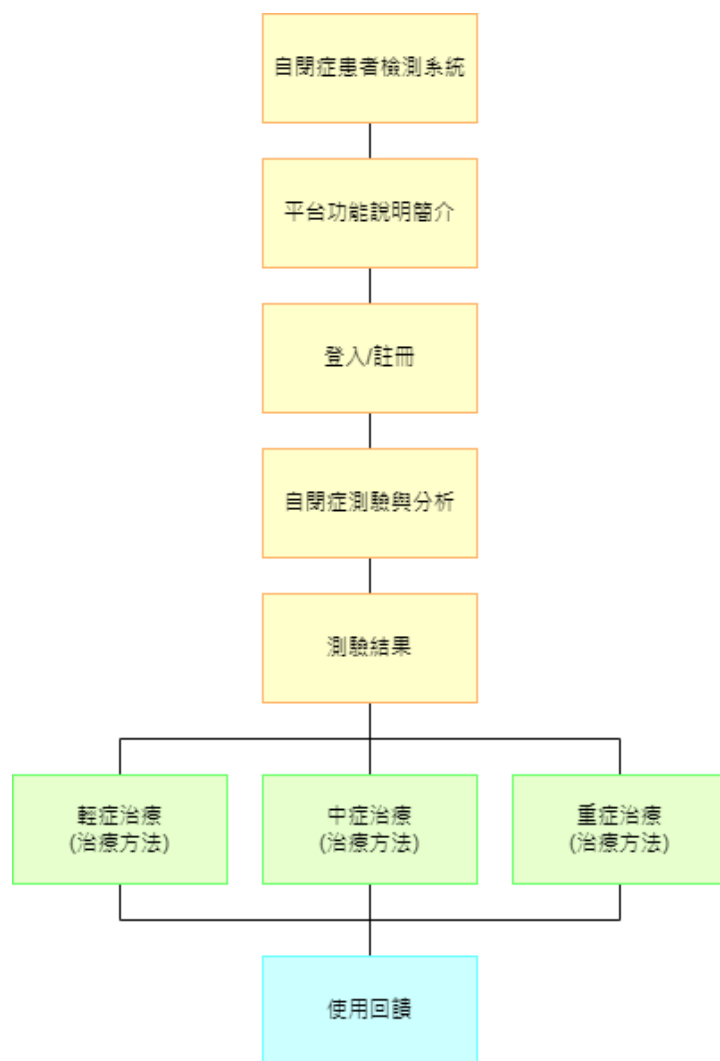 自閉症患者檢測系統
平台功能說明簡介
登入/註冊
自閉症測驗與分析
測驗結果
輕症治療
(治療方法)
中症治療
(治療方法)
重症治療
(治療方法)
使用回饋